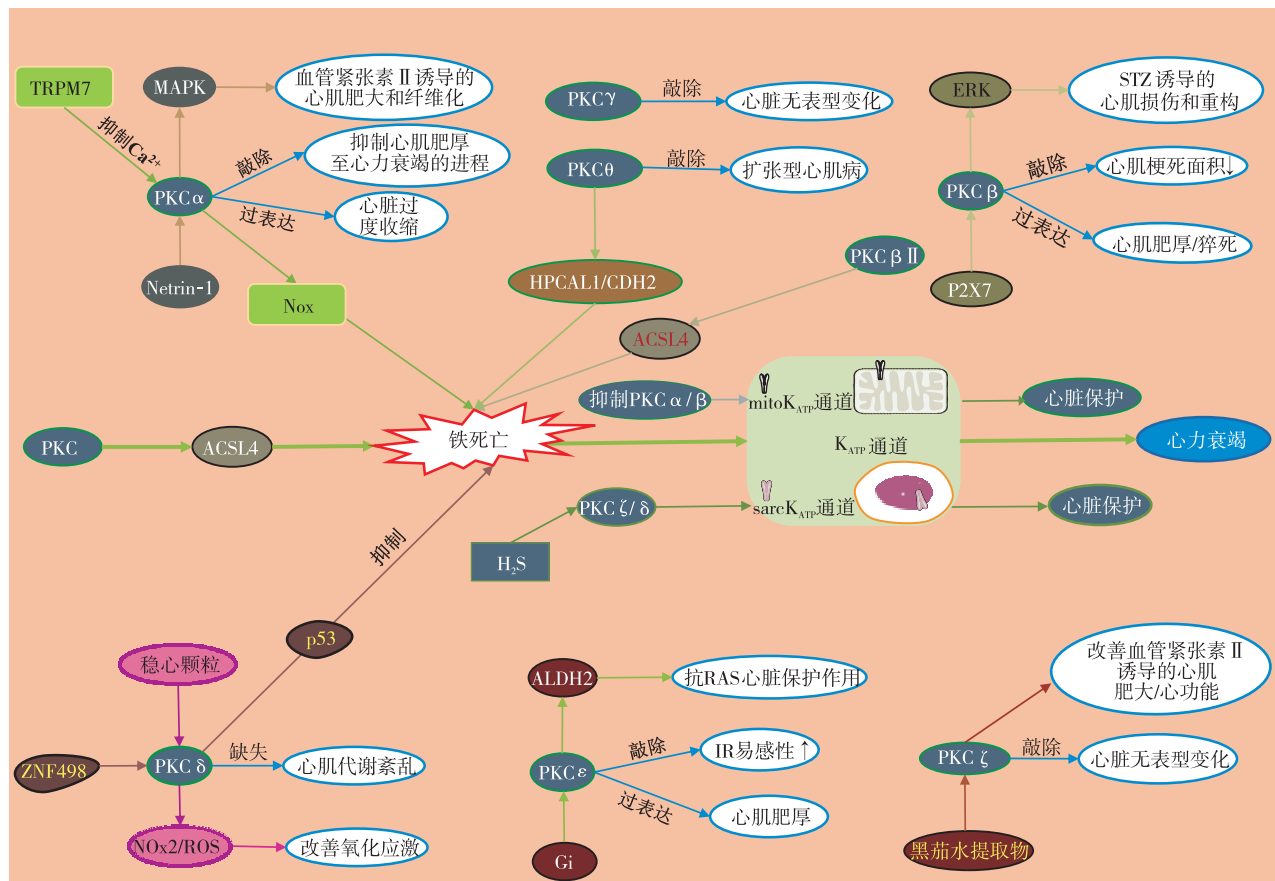 TRPM7
MAPK
血管紧张素Ⅱ诱导的
心肌肥大和纤维化
抑制Ca²⁺
敲除
抑制心肌肥厚
至心力衰竭的进程
PKCα
过表达
心脏过
度收缩
Netrin-1
Nox
PKCγ
敲除
心脏无表型变化
PKCθ
敲除
扩张型心肌病
HPCAL1/CDH2
PKCβⅡ
ACSL4
ERK
STZ诱导的
心肌损伤和重构
敲除
心肌梗死面积↓
PKCβ
过表达
心肌肥厚/猝死
P2X7
PKC
ACSL4
铁死亡
抑制PKCα/β
mitoK_ATP通道
心脏保护
K_ATP通道
心力衰竭
PKCζ/δ
sarcK_ATP通道
心脏保护
H₂S
抑制
p53
稳心颗粒
ZNF498
PKCδ
缺失
心肌代谢紊乱
NOx2/ROS
改善氧化应激
ALDH2
抗RAS心脏保护作用
PKCε
敲除
IR易感性↑
过表达
心肌肥厚
Gi
改善血管紧张素Ⅱ
诱导的心肌
肥大/心功能
PKCζ
敲除
心脏无表型变化
黑茄水提取物